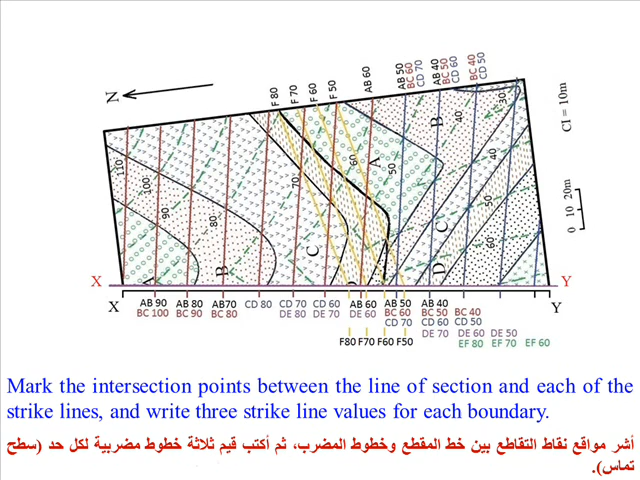 N
F 80 F 70 F 60 F 50 AB 60 AB 50 BC 60 CD 70 AB 40 BC 50 CD 60 BC 40 CD 50
110 100 90 80 70 60 50 40 30
40 50 60
A B C D
A B C
CI = 10m
0 10 20m
X Y
X Y
AB 90 AB 80 AB70 CD 80 CD 70 CD 60 AB 60 AB 50 AB 40
BC 100 BC 90 BC 80 DE 80 DE 70 DE 60 BC 60 BC 50 BC 40
CD 70 CD 60 CD 50
DE 70 DE 60 DE 50
F80 F70 F60 F50 EF 80 EF 70 EF 60
Mark the intersection points between the line of section and each of the
strike lines, and write three strike line values for each boundary.
أشر مواقع نقاط التقاطع بين خط المقطع وخطوط المضرب، ثم أكتب قيم ثلاثة خطوط مضربية لكل حد (سطح
تماس).